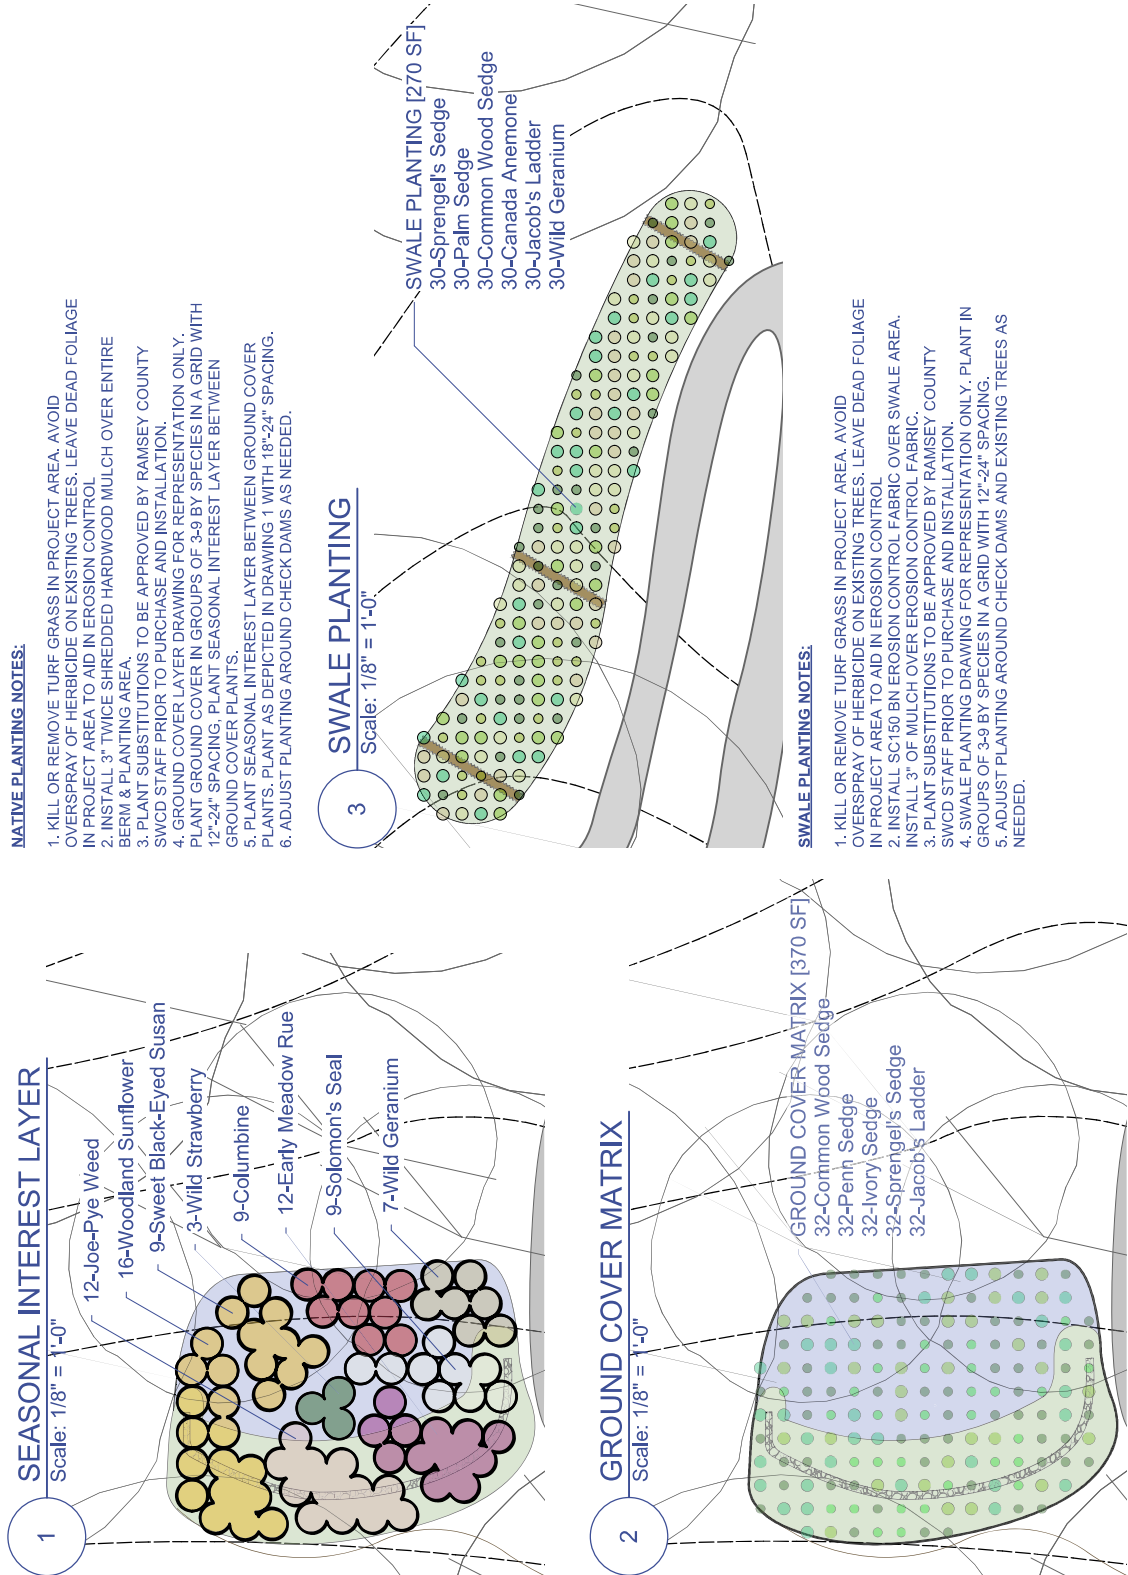 1
SEASONAL INTEREST LAYER
Scale: 1/8" = 1'-0"
12-Joe-Pye Weed
16-Woodland Sunflower
9-Sweet Black-Eyed Susan
3-Wild Strawberry
9-Columbine
12-Early Meadow Rue
9-Solomon's Seal
7-Wild Geranium
NATIVE PLANTING NOTES:
1. KILL OR REMOVE TURF GRASS IN PROJECT AREA. AVOID
OVERSPRAY OF HERBICIDE ON EXISTING TREES. LEAVE DEAD FOLIAGE
IN PROJECT AREA TO AID IN EROSION CONTROL
2. INSTALL 3" TWICE SHREDDED HARDWOOD MULCH OVER ENTIRE
BERM & PLANTING AREA.
3. PLANT SUBSTITUTIONS TO BE APPROVED BY RAMSEY COUNTY
SWCD STAFF PRIOR TO PURCHASE AND INSTALLATION.
4. GROUND COVER LAYER DRAWING FOR REPRESENTATION ONLY.
PLANT GROUND COVER IN GROUPS OF 3-9 BY SPECIES IN A GRID WITH
12"-24" SPACING, PLANT SEASONAL INTEREST LAYER BETWEEN
GROUND COVER PLANTS.
5. PLANT SEASONAL INTEREST LAYER BETWEEN GROUND COVER
PLANTS. PLANT AS DEPICTED IN DRAWING 1 WITH 18"-24" SPACING.
6. ADJUST PLANTING AROUND CHECK DAMS AS NEEDED.
3
SWALE PLANTING
Scale: 1/8" = 1'-0"
SWALE PLANTING [270 SF]
30-Sprengel's Sedge
30-Palm Sedge
30-Common Wood Sedge
30-Canada Anemone
30-Jacob's Ladder
30-Wild Geranium
2
GROUND COVER MATRIX
Scale: 1/8" = 1'-0"
GROUND COVER MATRIX [370 SF]
32-Common Wood Sedge
32-Penn Sedge
32-Ivory Sedge
32-Sprengel's Sedge
32-Jacob's Ladder
SWALE PLANTING NOTES:
1. KILL OR REMOVE TURF GRASS IN PROJECT AREA. AVOID
OVERSPRAY OF HERBICIDE ON EXISTING TREES. LEAVE DEAD FOLIAGE
IN PROJECT AREA TO AID IN EROSION CONTROL
2. INSTALL SC150 BN EROSION CONTROL FABRIC OVER SWALE AREA.
INSTALL 3" OF MULCH OVER EROSION CONTROL FABRIC.
3. PLANT SUBSTITUTIONS TO BE APPROVED BY RAMSEY COUNTY
SWCD STAFF PRIOR TO PURCHASE AND INSTALLATION.
4. SWALE PLANTING DRAWING FOR REPRESENTATION ONLY. PLANT IN
GROUPS OF 3-9 BY SPECIES IN A GRID WITH 12"-24" SPACING.
5. ADJUST PLANTING AROUND CHECK DAMS AND EXISTING TREES AS
NEEDED.